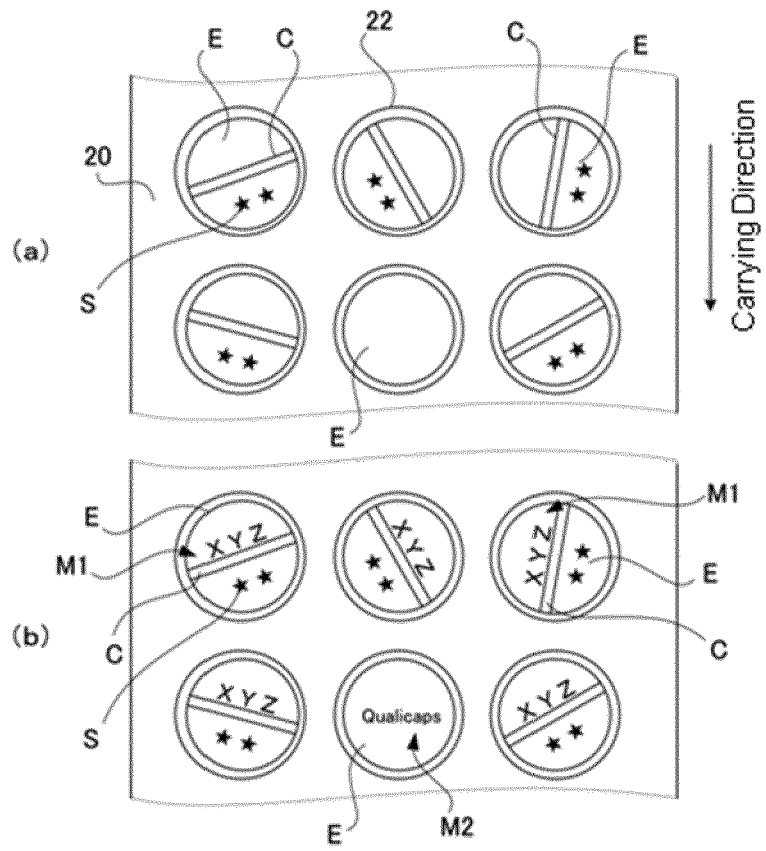 E
C
22
C
E
20
(a)
S
Carrying Direction
E
E
M1
C
S
(b)
XYZ
XYZ
XYZ
M1
E
C
XYZ
Qualicaps
XYZ
E
M2